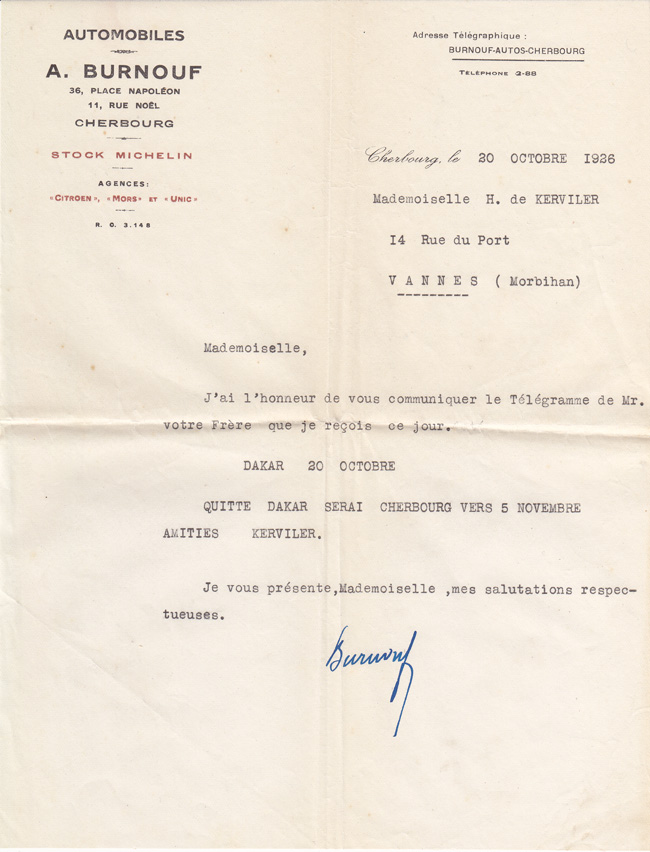 AUTOMOBILES
A. BURNOUF
36, PLACE NAPOLÉON
11, RUE NOËL
CHERBOURG
STOCK MICHELIN
AGENCES:
"CITROEN", "MORS" ET "UNIC"
R. C. 3.148
Adresse Télégraphique :
BURNOUF-AUTOS-CHERBOURG
TÉLÉPHONE 2-88
Cherbourg, le 20 OCTOBRE 1926
Mademoiselle H. de KERVILER
14 Rue du Port
VANNES ( Morbihan)
Mademoiselle,
J'ai l'honneur de vous communiquer le Télégramme de Mr.
votre Frère que je reçois ce jour.
DAKAR 20 OCTOBRE
QUITTE DAKAR SERAI CHERBOURG VERS 5 NOVEMBRE
AMITIES KERVILER.
Je vous présente,Mademoiselle ,mes salutations respec-
tueuses.
Burnouf